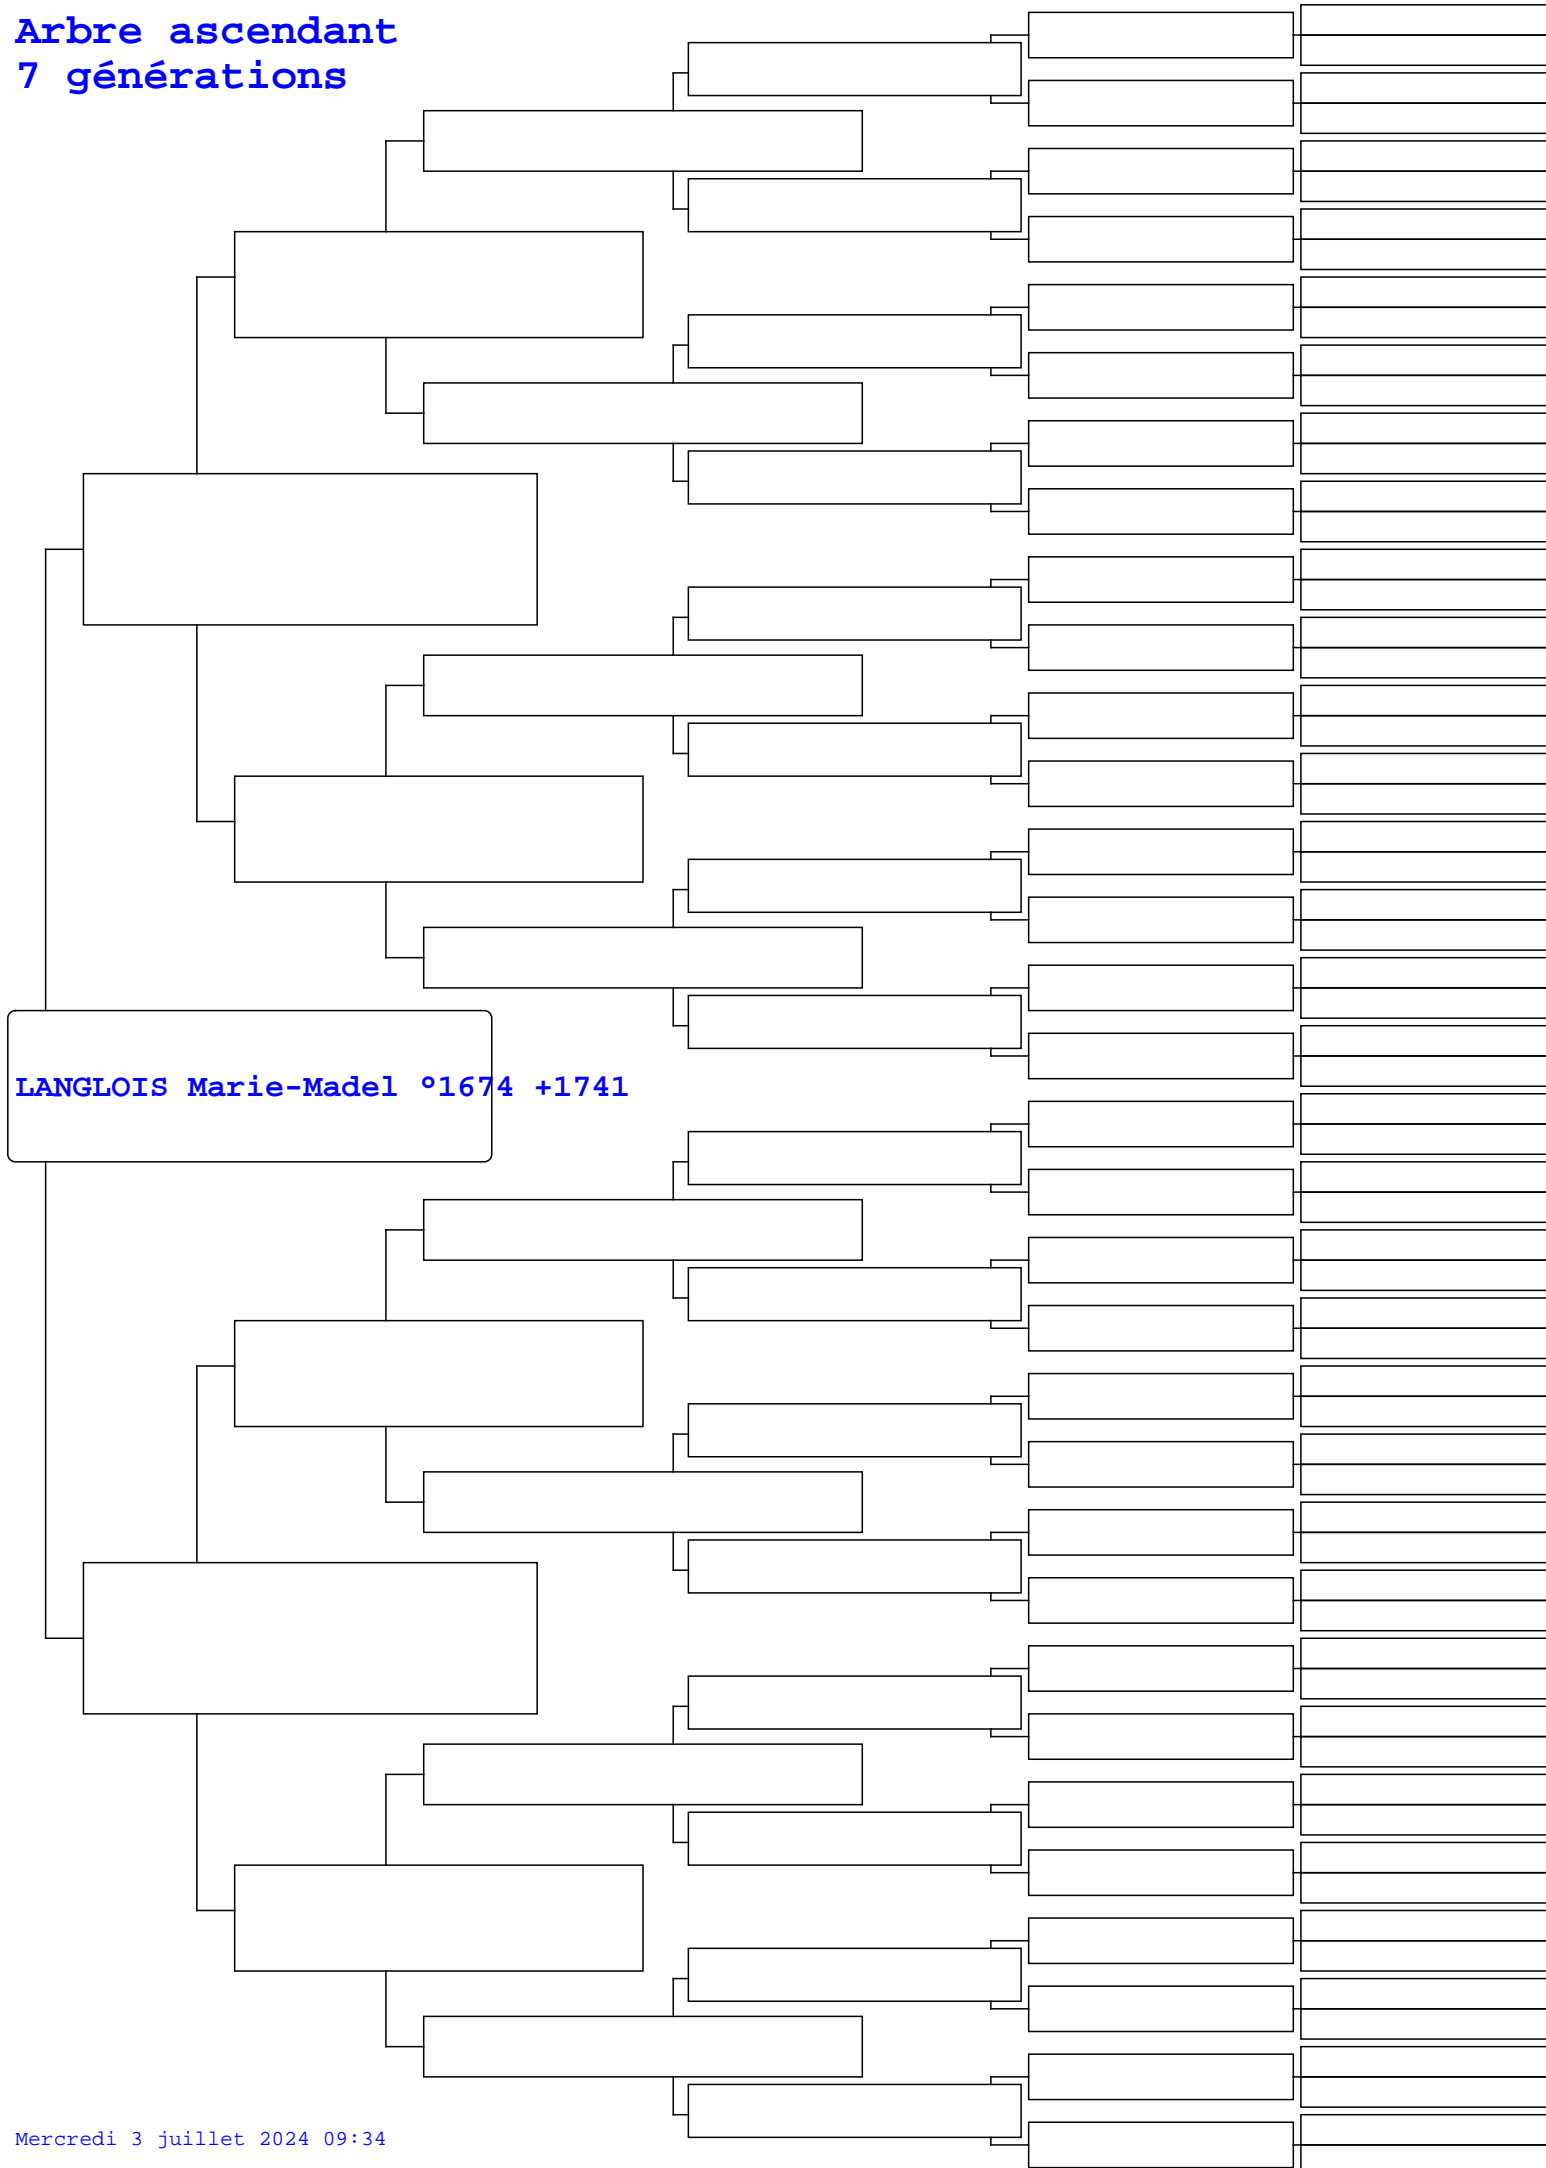 Arbre ascendant
7 générations
LANGLOIS Marie-Madel °1674 +1741
Mercredi 3 juillet 2024 09:34